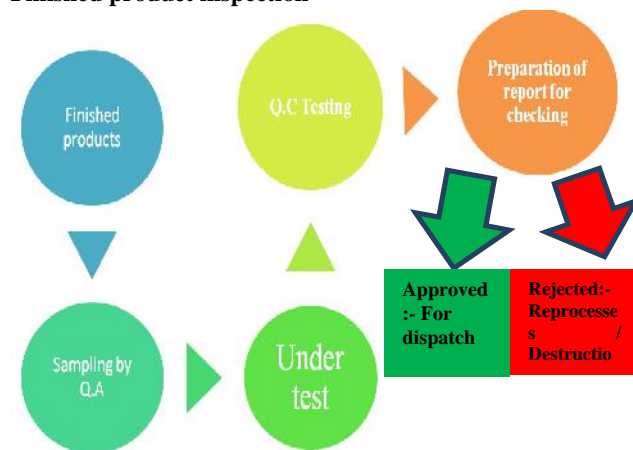 Finished product inspection
Finished
products
Sampling by
Q.A
Under
test
Q.C Testing
Preparation of
report for
checking
Approved
:- For
dispatch
Rejected:-
Reprocesse
s /
Destructio